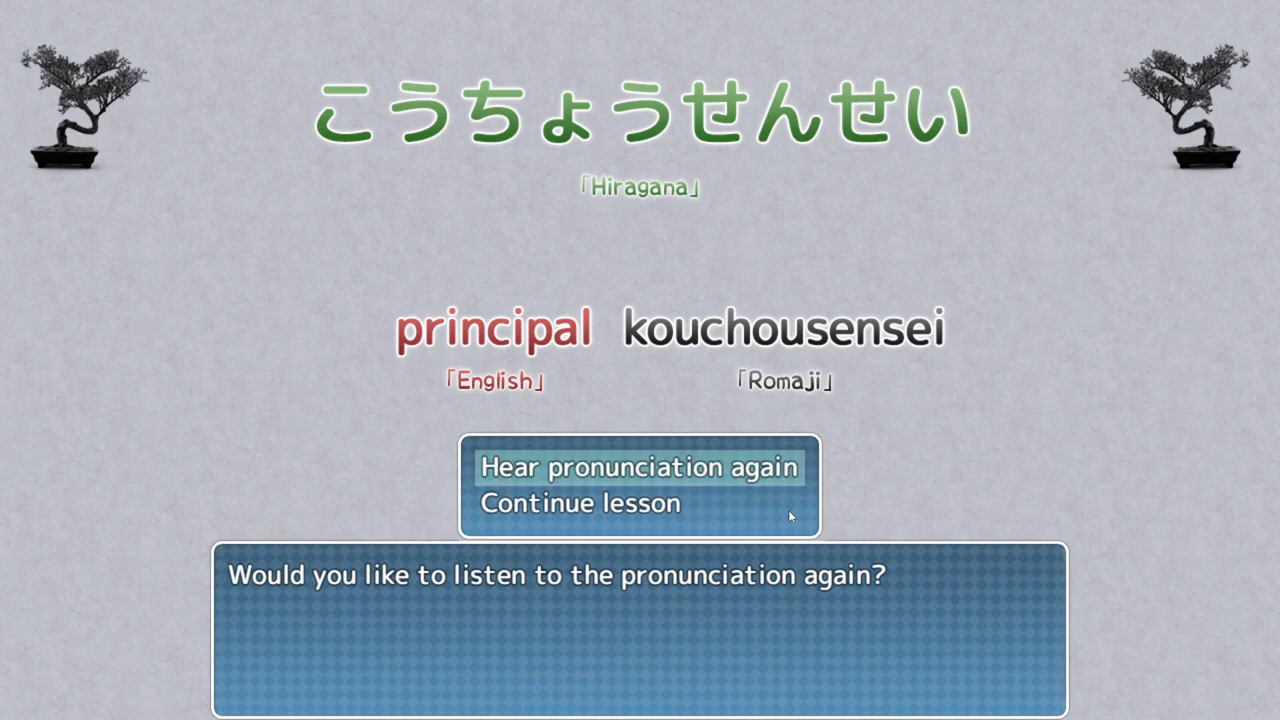 こうちょうせんせい
「Hiragana」
principal kouchousensei
「English」 「Romaji」
Hear pronunciation again
Continue lesson
Would you like to listen to the pronunciation again?